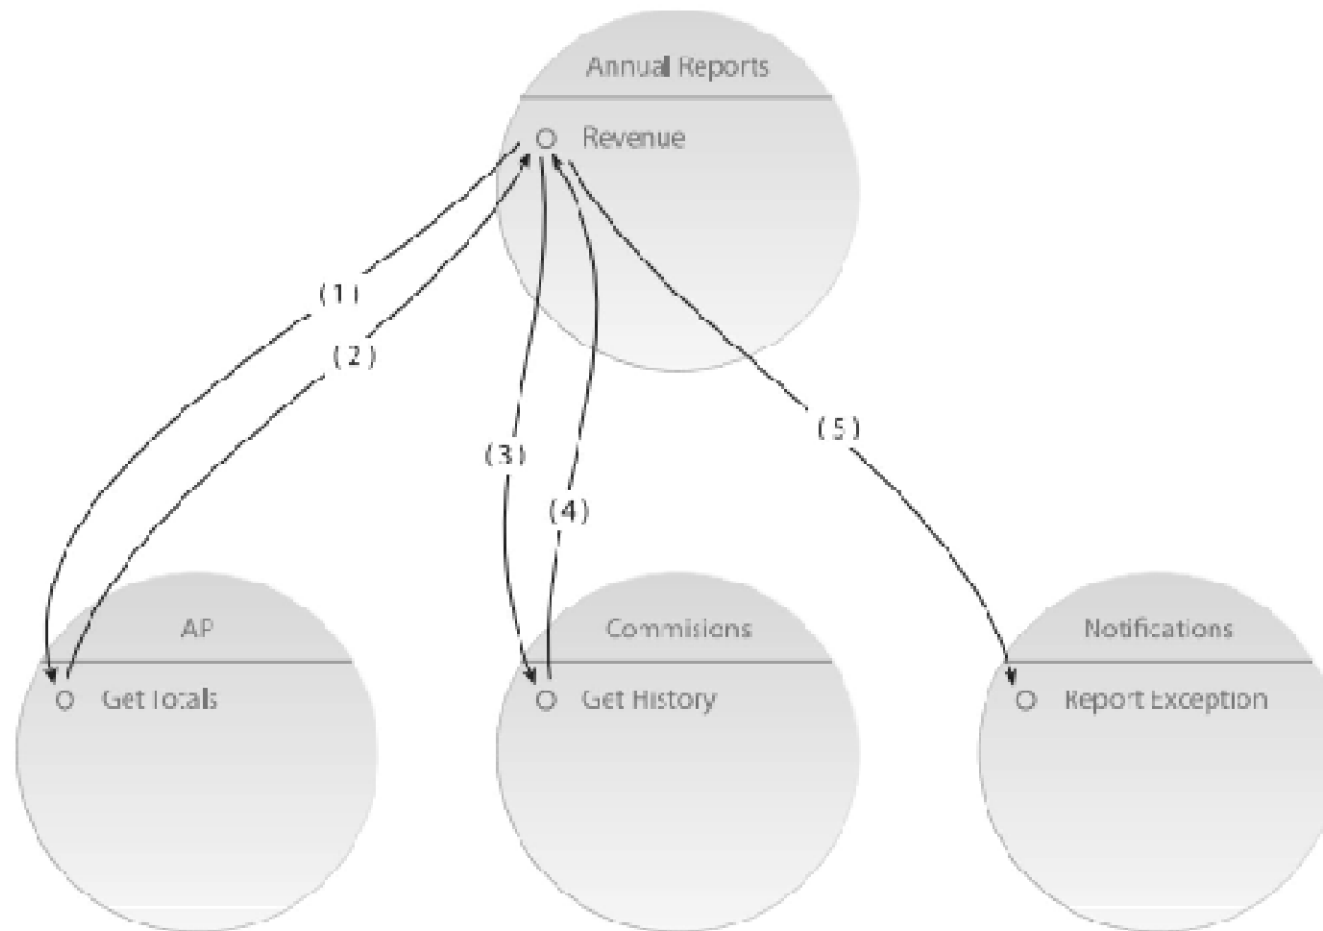 Annual Reports
Revenue
(1)
(2)
(3)
(4)
(5)
AP
Get Totals
Commisions
Get History
Notifications
Report Exception